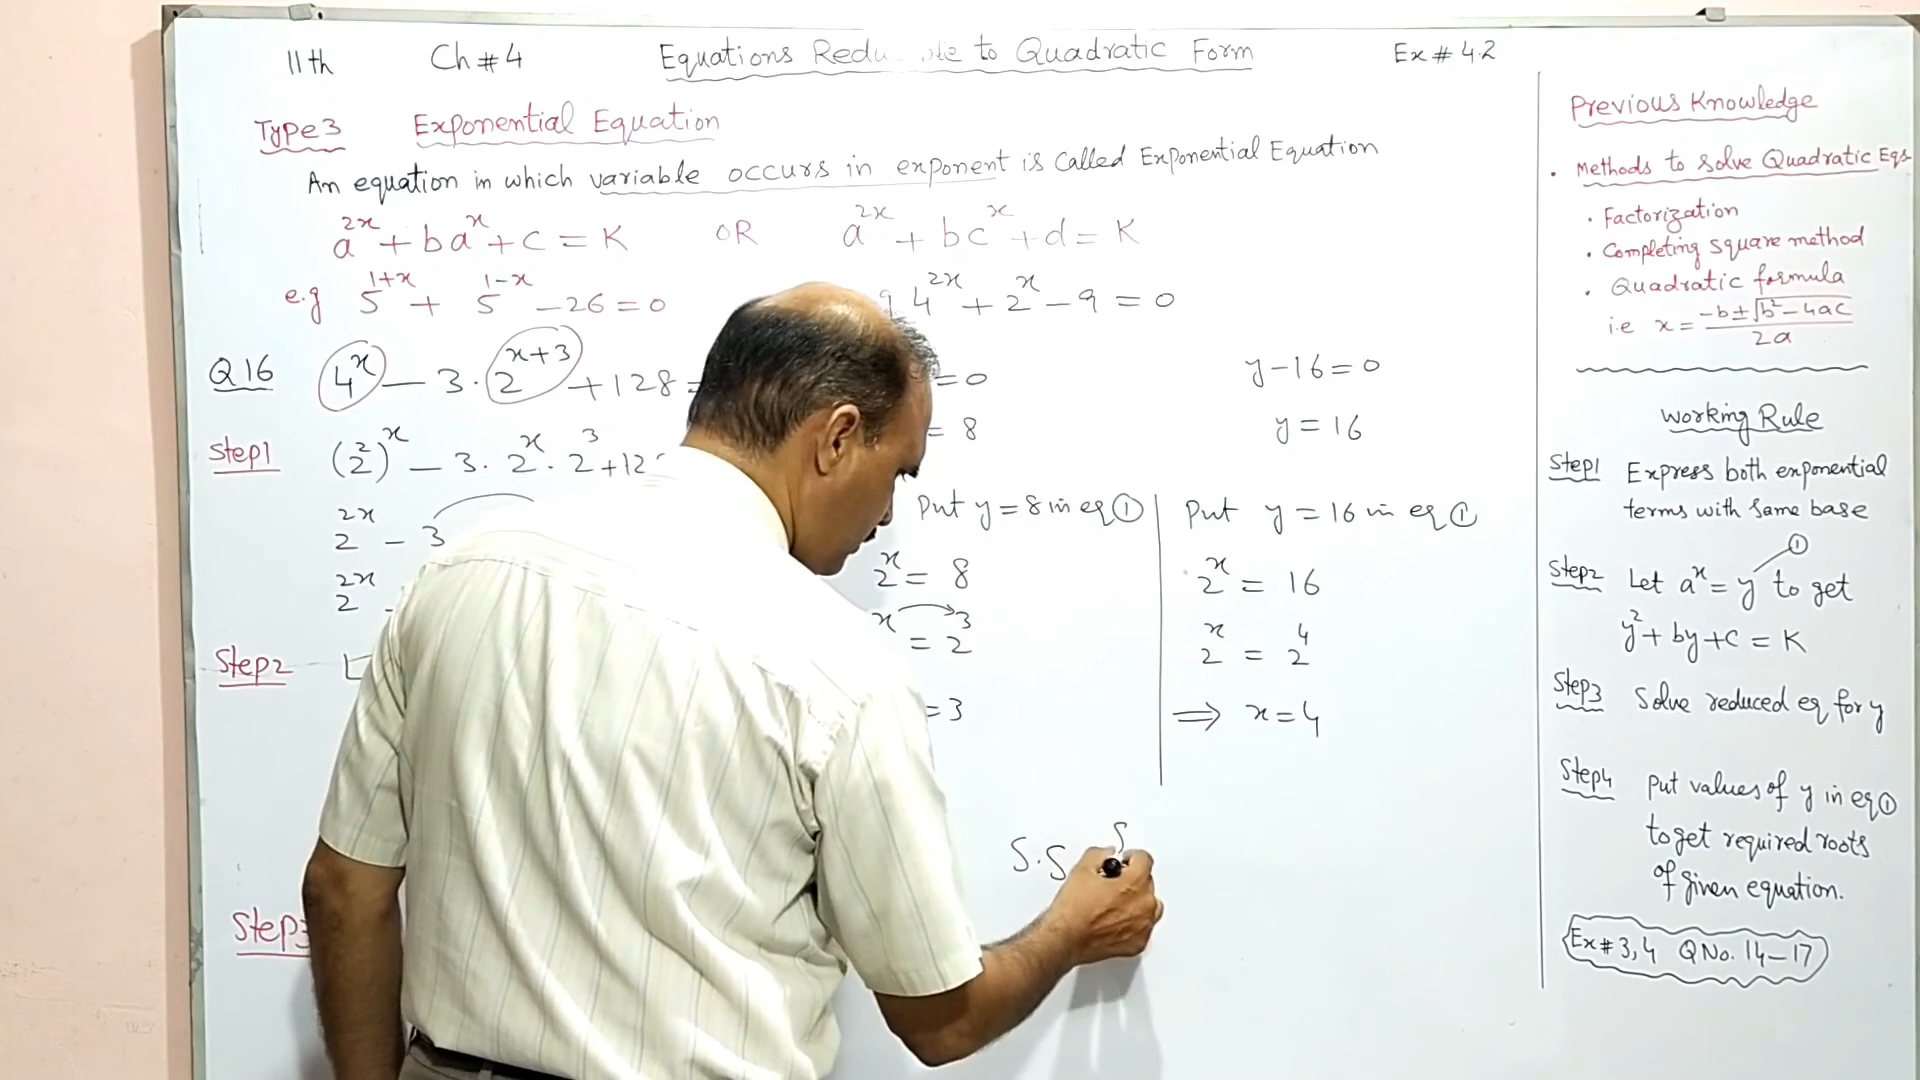 11th Ch # 4 Equations Redu ble to Quadratic Form Ex # 4.2
Type 3 Exponential Equation
An equation in which variable occurs in exponent is called Exponential Equation
a^{2x} + ba^x + c = K OR a^{2x} + bc^x + d = K
e.g 5^{1+x} + 5^{1-x} - 26 = 0 4^{2x} + 2^x - 9 = 0
Q16 4^x - 3 · 2^{x+3} + 128 =
Step1 (2^2)^x - 3 · 2^x · 2^3 + 12
2^{2x} - 3
2^{2x} -
Step2
Step3
= 0
= 8
Put y = 8 in eq ①
2^x = 8
x = 2^3
= 3
y - 16 = 0
y = 16
Put y = 16 in eq ①
2^x = 16
2^x = 2^4
⟹ x = 4
S.S
Previous Knowledge
• Methods to solve Quadratic Eqs
• Factorization
• Completing square method
• Quadratic formula
i.e x = (-b ± √(b^2 - 4ac)) / 2a
Working Rule
Step1 Express both exponential
terms with same base
①
Step2 Let a^x = y to get
y^2 + by + c = K
Step3 Solve reduced eq for y
Step4 Put values of y in eq ①
to get required roots
of given equation.
Ex # 3,4 Q No. 14-17